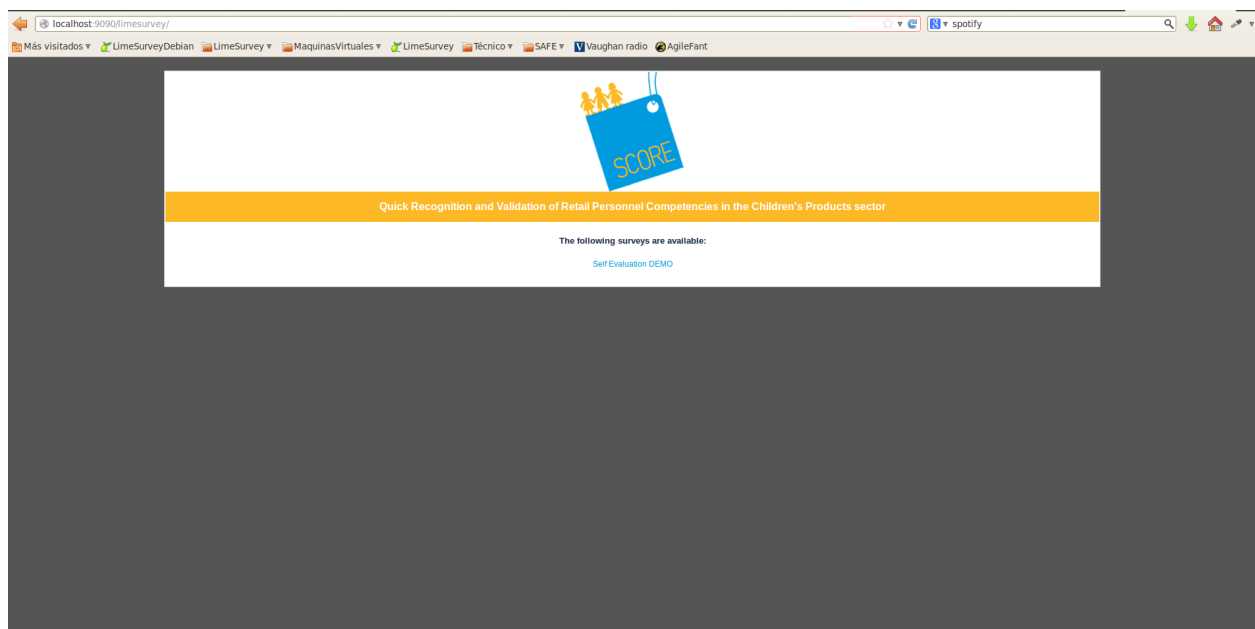 localhost:9090/limesurvey/
spotify
Más visitados LimeSurveyDebian LimeSurvey MaquinasVirtuales LimeSurvey Técnico SAFE Vaughan radio AgileFant
SCORE
Quick Recognition and Validation of Retail Personnel Competencies in the Children's Products sector
The following surveys are available:
Self Evaluation DEMO